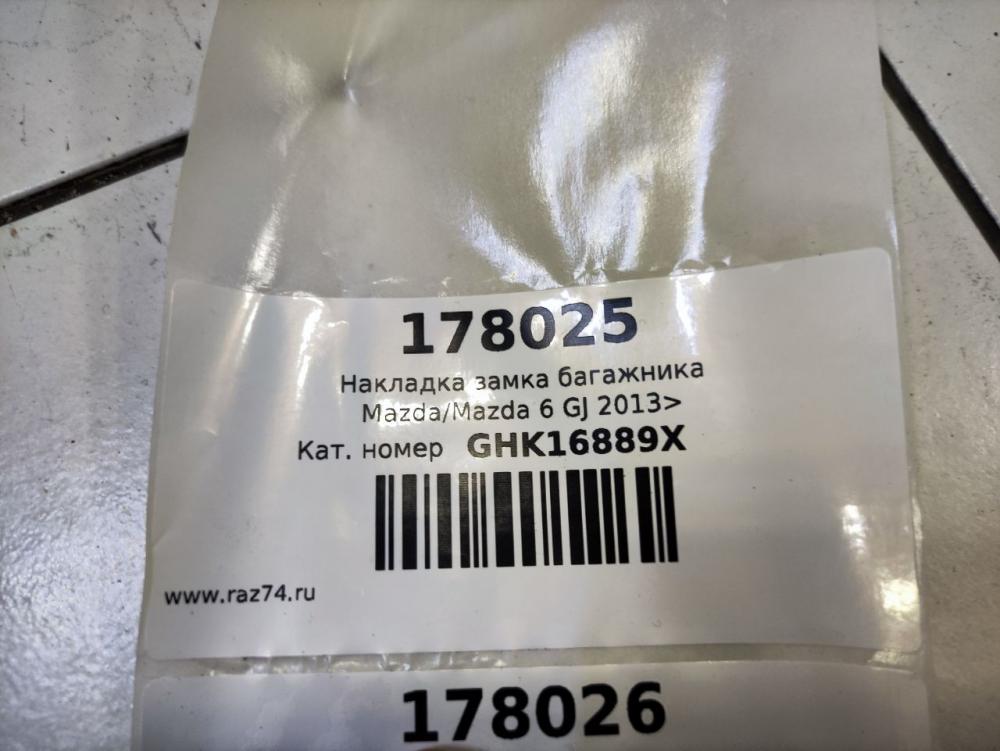 178025
Накладка замка багажника
Mazda/Mazda 6 GJ 2013>
Кат. номер GHK16889X
www.raz74.ru
178026